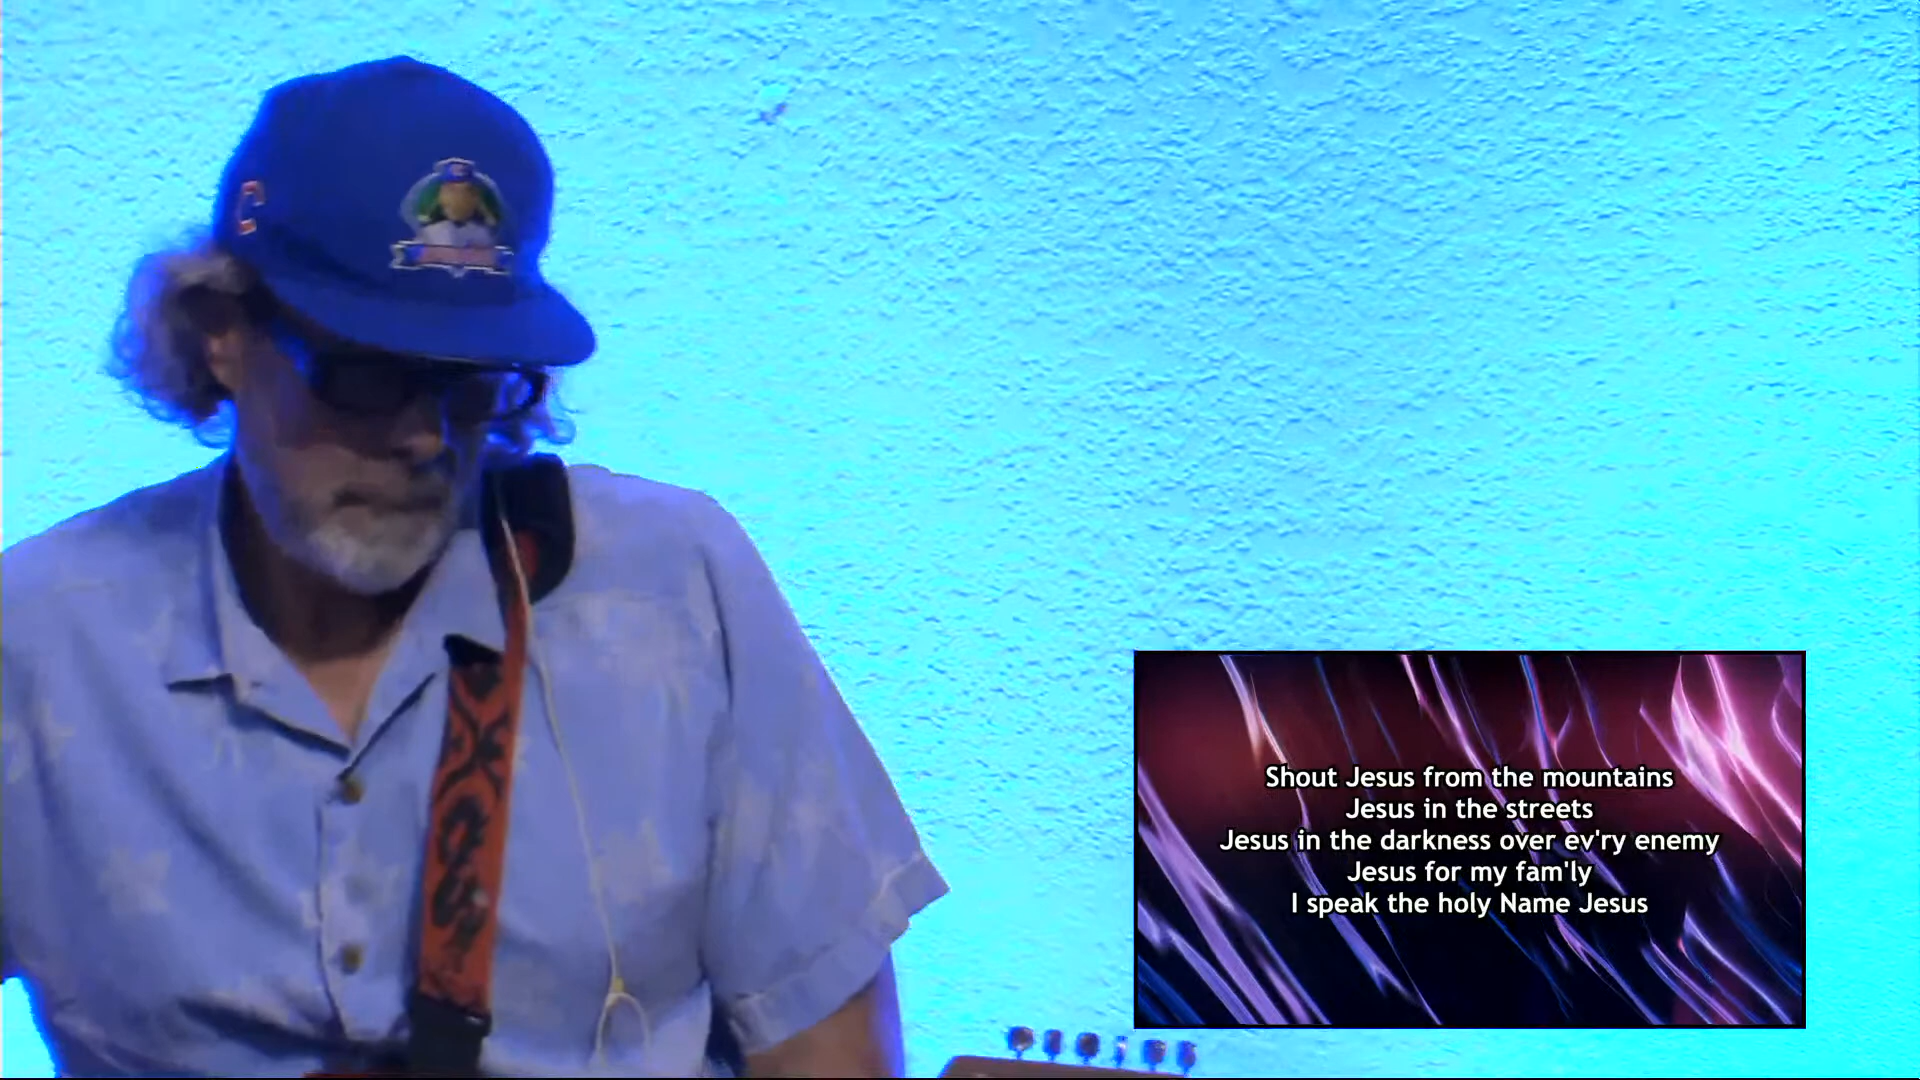 C
Shout Jesus from the mountains
Jesus in the streets
Jesus in the darkness over ev'ry enemy
Jesus for my fam'ly
I speak the holy Name Jesus